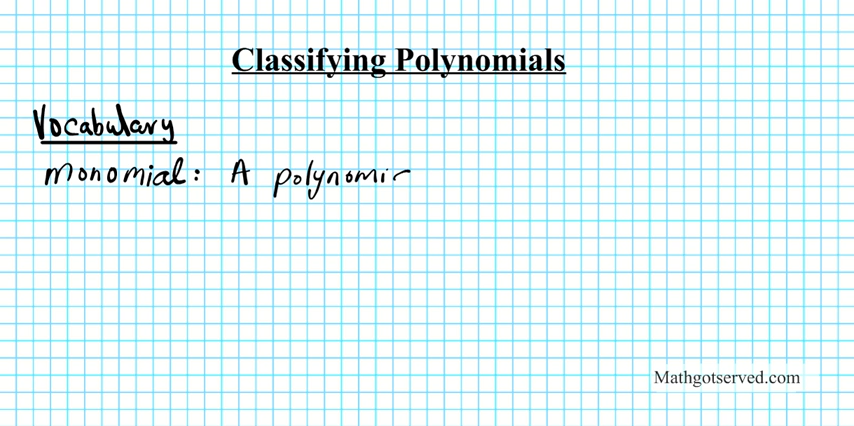 Classifying Polynomials
Vocabulary
monomial: A polynomi
Mathgotserved.com